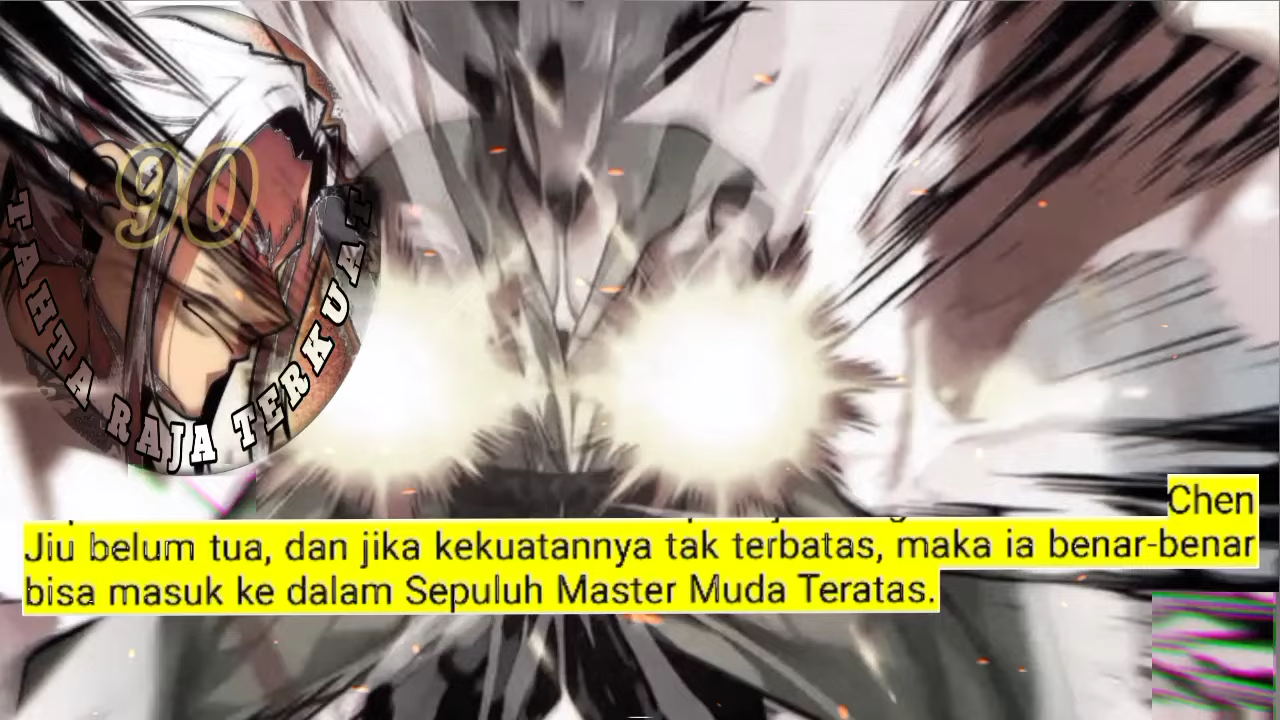 90
TAHTA RAJA TERKUAT
Chen
Jiu belum tua, dan jika kekuatannya tak terbatas, maka ia benar-benar
bisa masuk ke dalam Sepuluh Master Muda Teratas.